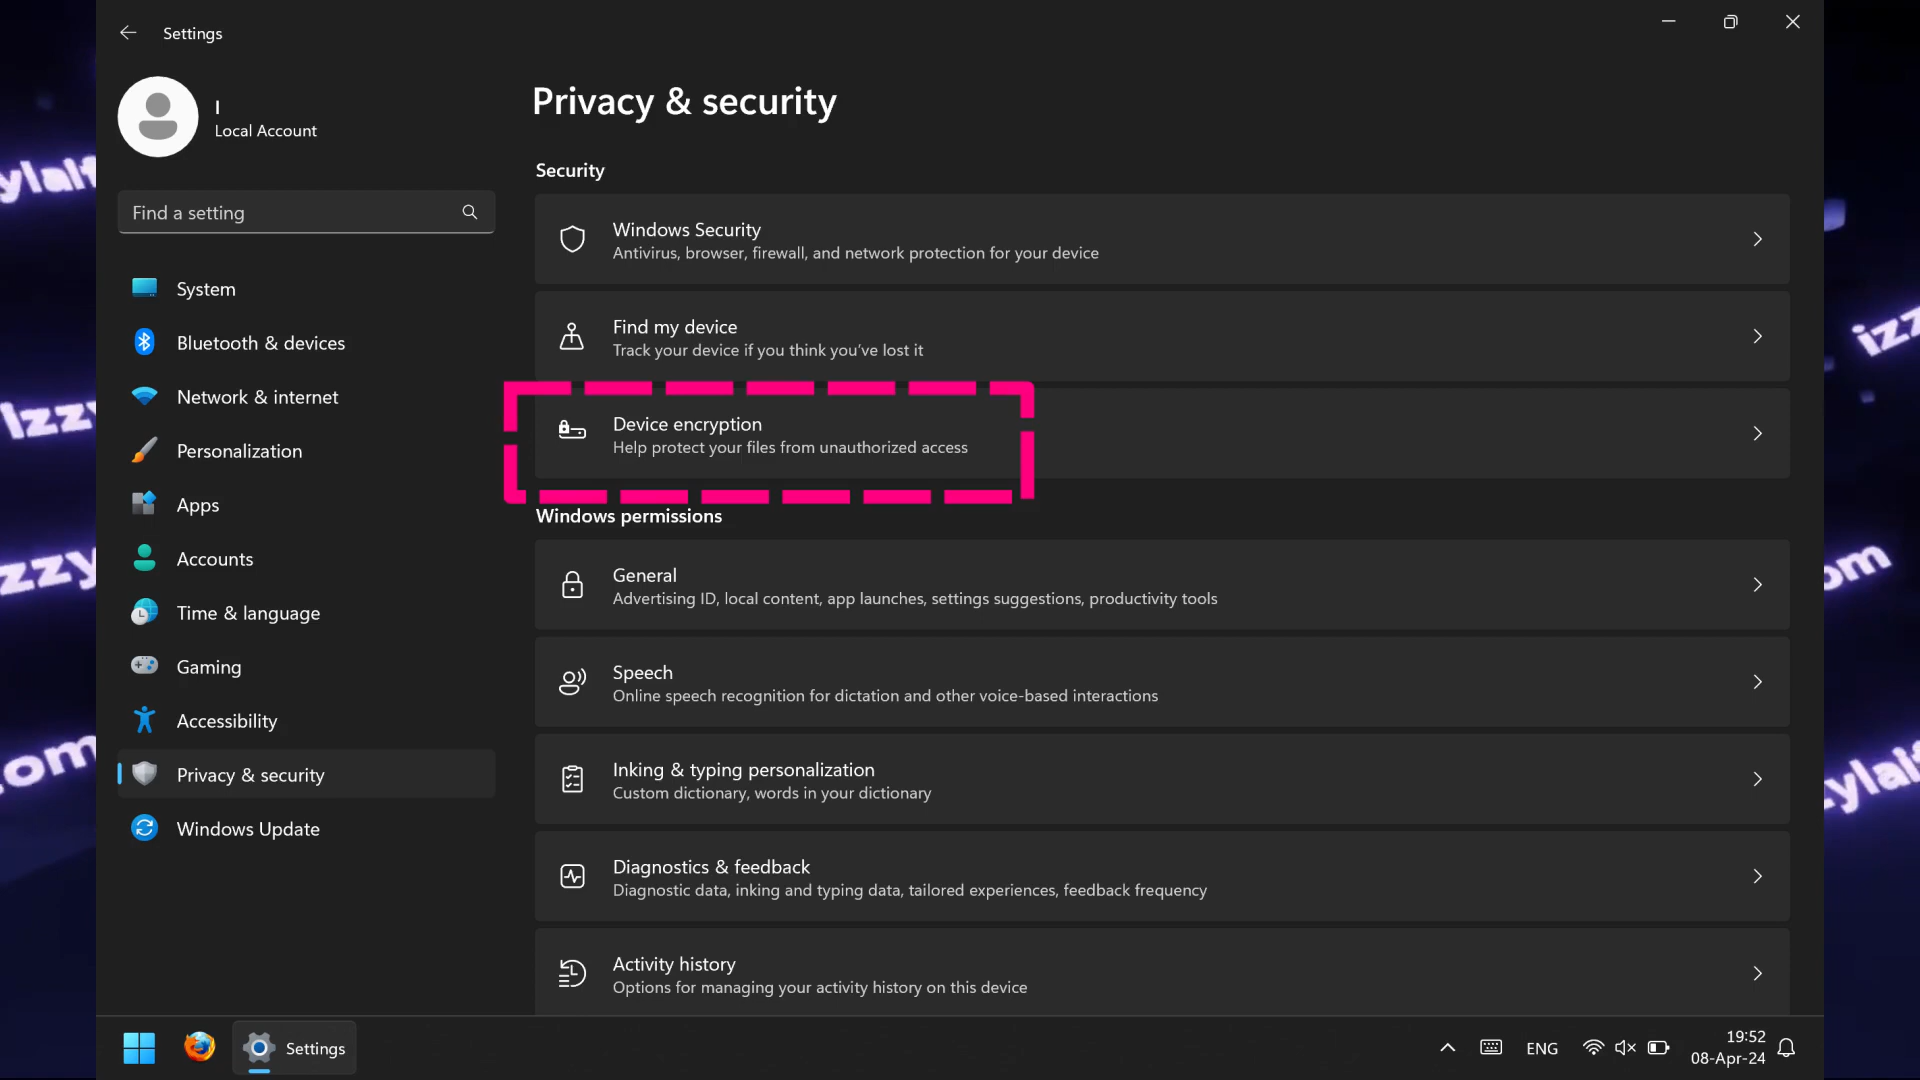 Settings
I
Local Account
Find a setting
System
Bluetooth & devices
Network & internet
Personalization
Apps
Accounts
Time & language
Gaming
Accessibility
Privacy & security
Windows Update
Privacy & security
Security
Windows Security
Antivirus, browser, firewall, and network protection for your device
Find my device
Track your device if you think you've lost it
Device encryption
Help protect your files from unauthorized access
Windows permissions
General
Advertising ID, local content, app launches, settings suggestions, productivity tools
Speech
Online speech recognition for dictation and other voice-based interactions
Inking & typing personalization
Custom dictionary, words in your dictionary
Diagnostics & feedback
Diagnostic data, inking and typing data, tailored experiences, feedback frequency
Activity history
Options for managing your activity history on this device
Settings
ENG
19:52
08-Apr-24